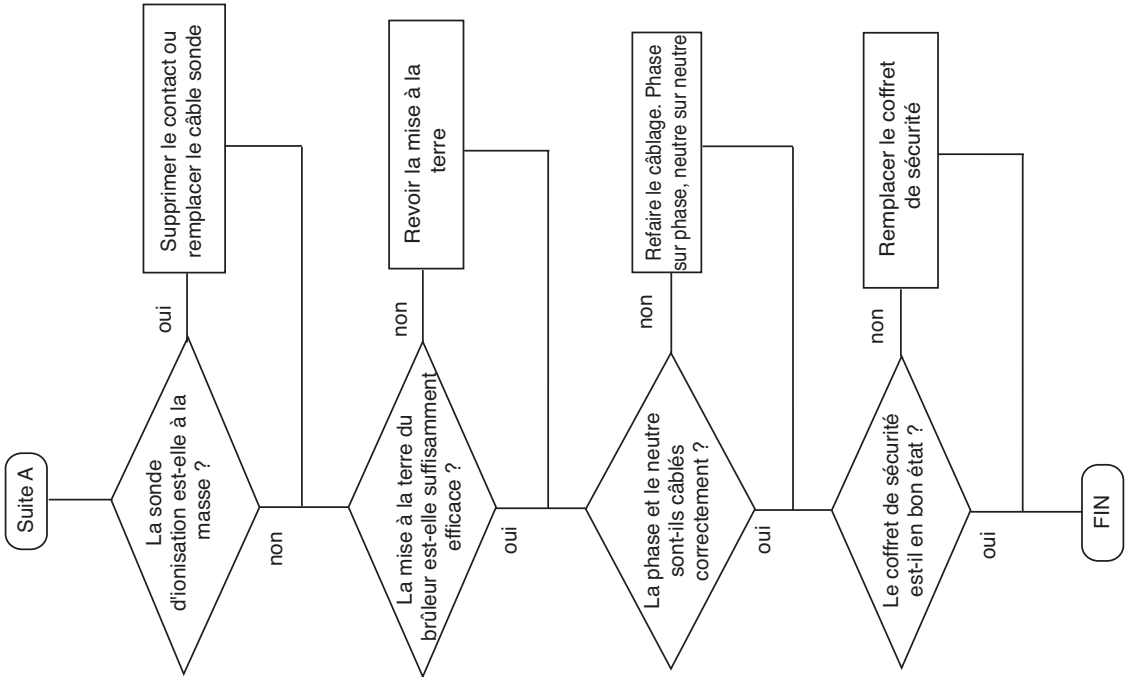 Suite A
La sonde
d'ionisation est-elle à la
masse ?
oui
Supprimer le contact ou
remplacer le câble sonde
non
La mise à la terre du
brûleur est-elle suffisamment
efficace ?
non
Revoir la mise à la
terre
oui
La phase et le neutre
sont-ils câblés
correctement ?
non
Refaire le câblage. Phase
sur phase, neutre sur neutre
oui
Le coffret de sécurité
est-il en bon état ?
non
Remplacer le coffret
de sécurité
oui
FIN